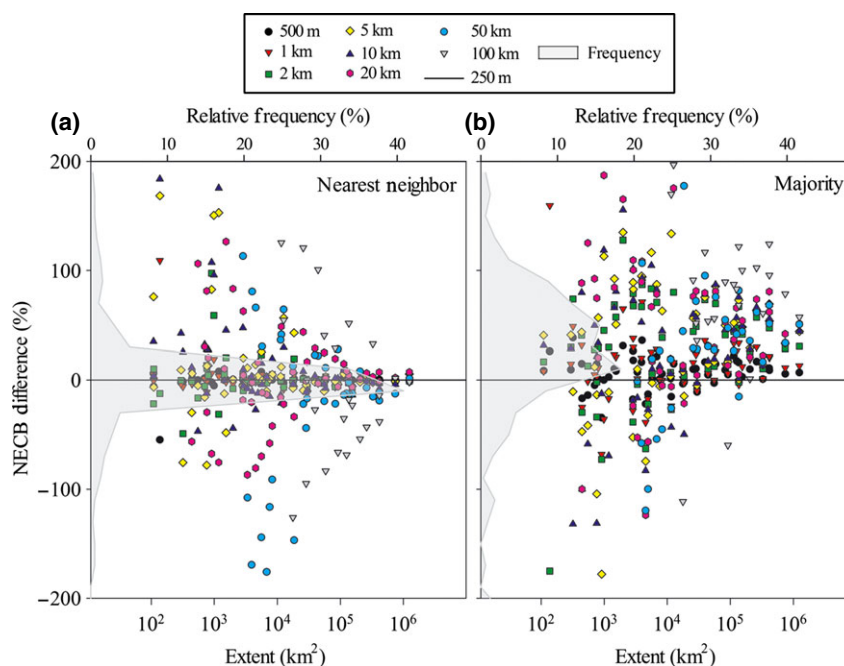 500 m 5 km 50 km
1 km 10 km 100 km Frequency
2 km 20 km 250 m
(a) Relative frequency (%)
0 10 20 30 40
Nearest neighbor
(b) Relative frequency (%)
0 10 20 30 40
Majority
NECB difference (%)
200
100
0
−100
−200
10² 10³ 10⁴ 10⁵ 10⁶
Extent (km²)
10² 10³ 10⁴ 10⁵ 10⁶
Extent (km²)